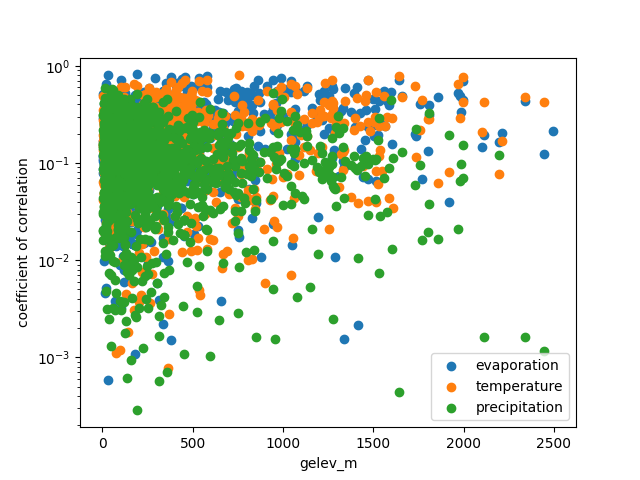 10⁰
10⁻¹
10⁻²
10⁻³
coefficient of correlation
0 500 1000 1500 2000 2500
gelev_m
evaporation
temperature
precipitation